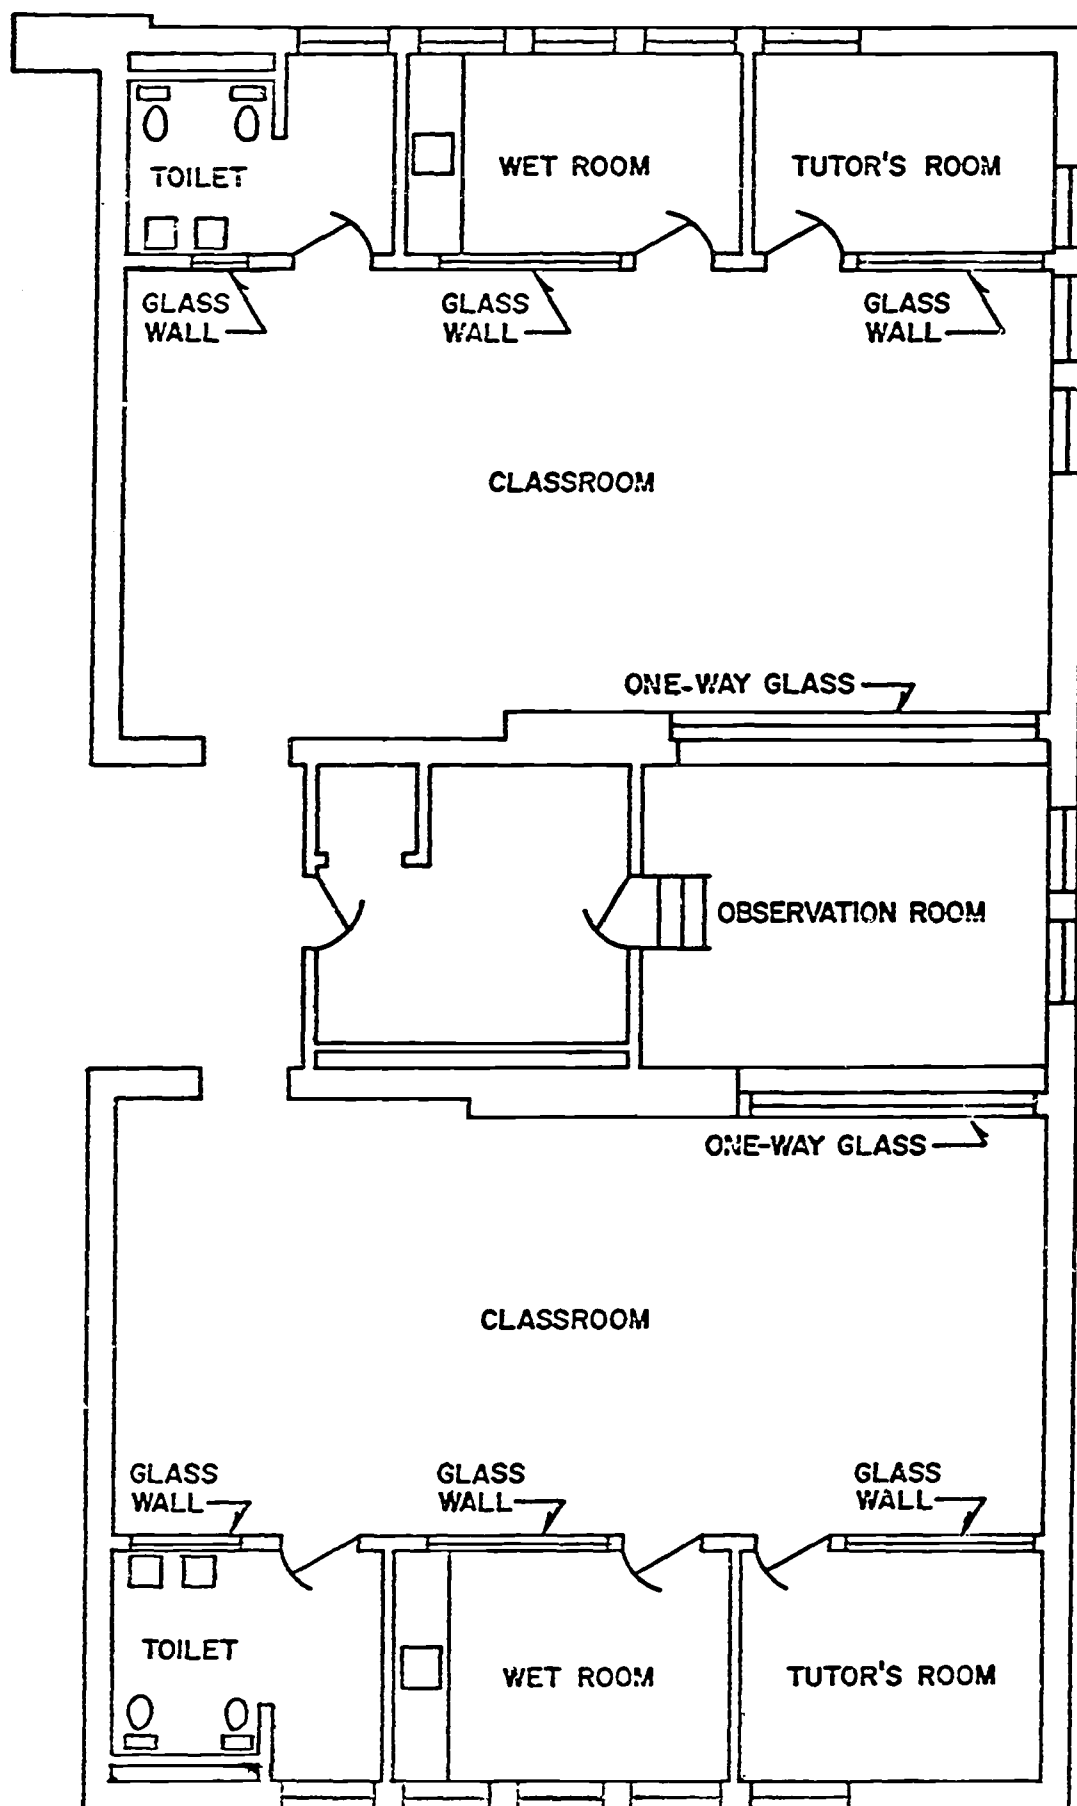 TOILET
WET ROOM
TUTOR'S ROOM
GLASS
WALL
GLASS
WALL
GLASS
WALL
CLASSROOM
ONE-WAY GLASS
OBSERVATION ROOM
ONE-WAY GLASS
CLASSROOM
GLASS
WALL
GLASS
WALL
GLASS
WALL
TOILET
WET ROOM
TUTOR'S ROOM